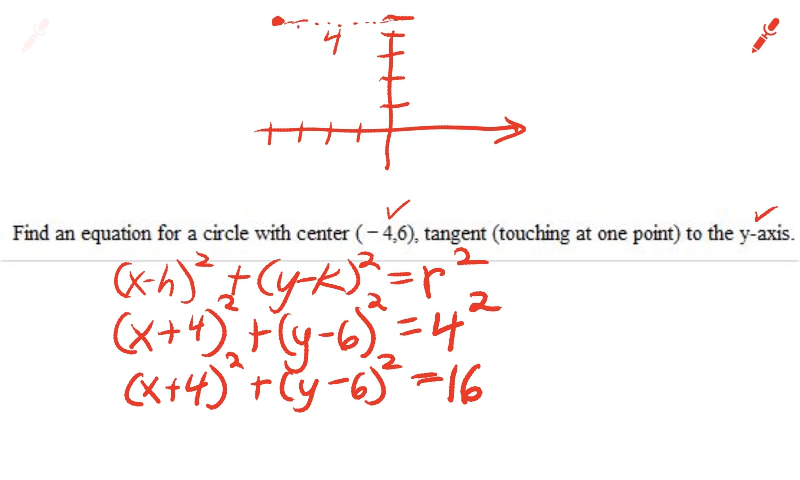 4
Find an equation for a circle with center (−4,6), tangent (touching at one point) to the y-axis.
(x-h)² + (y-k)² = r²
(x+4)² + (y-6)² = 4²
(x+4)² + (y-6)² = 16